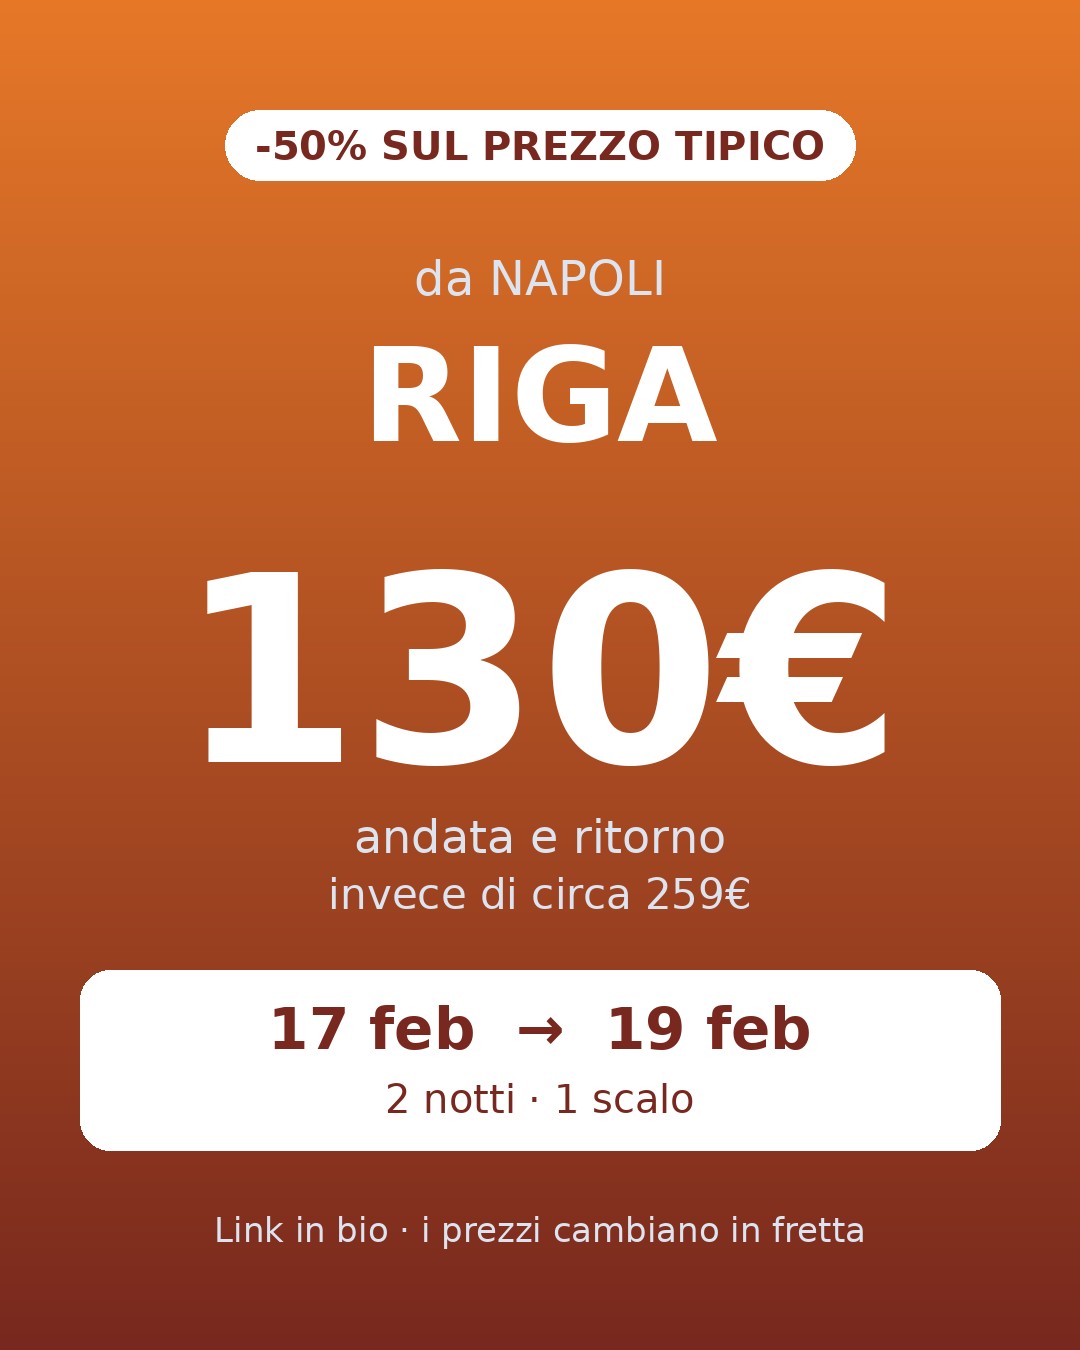 -50% SUL PREZZO TIPICO
da NAPOLI
RIGA
130€
andata e ritorno
invece di circa 259€
17 feb → 19 feb
2 notti · 1 scalo
Link in bio · i prezzi cambiano in fretta